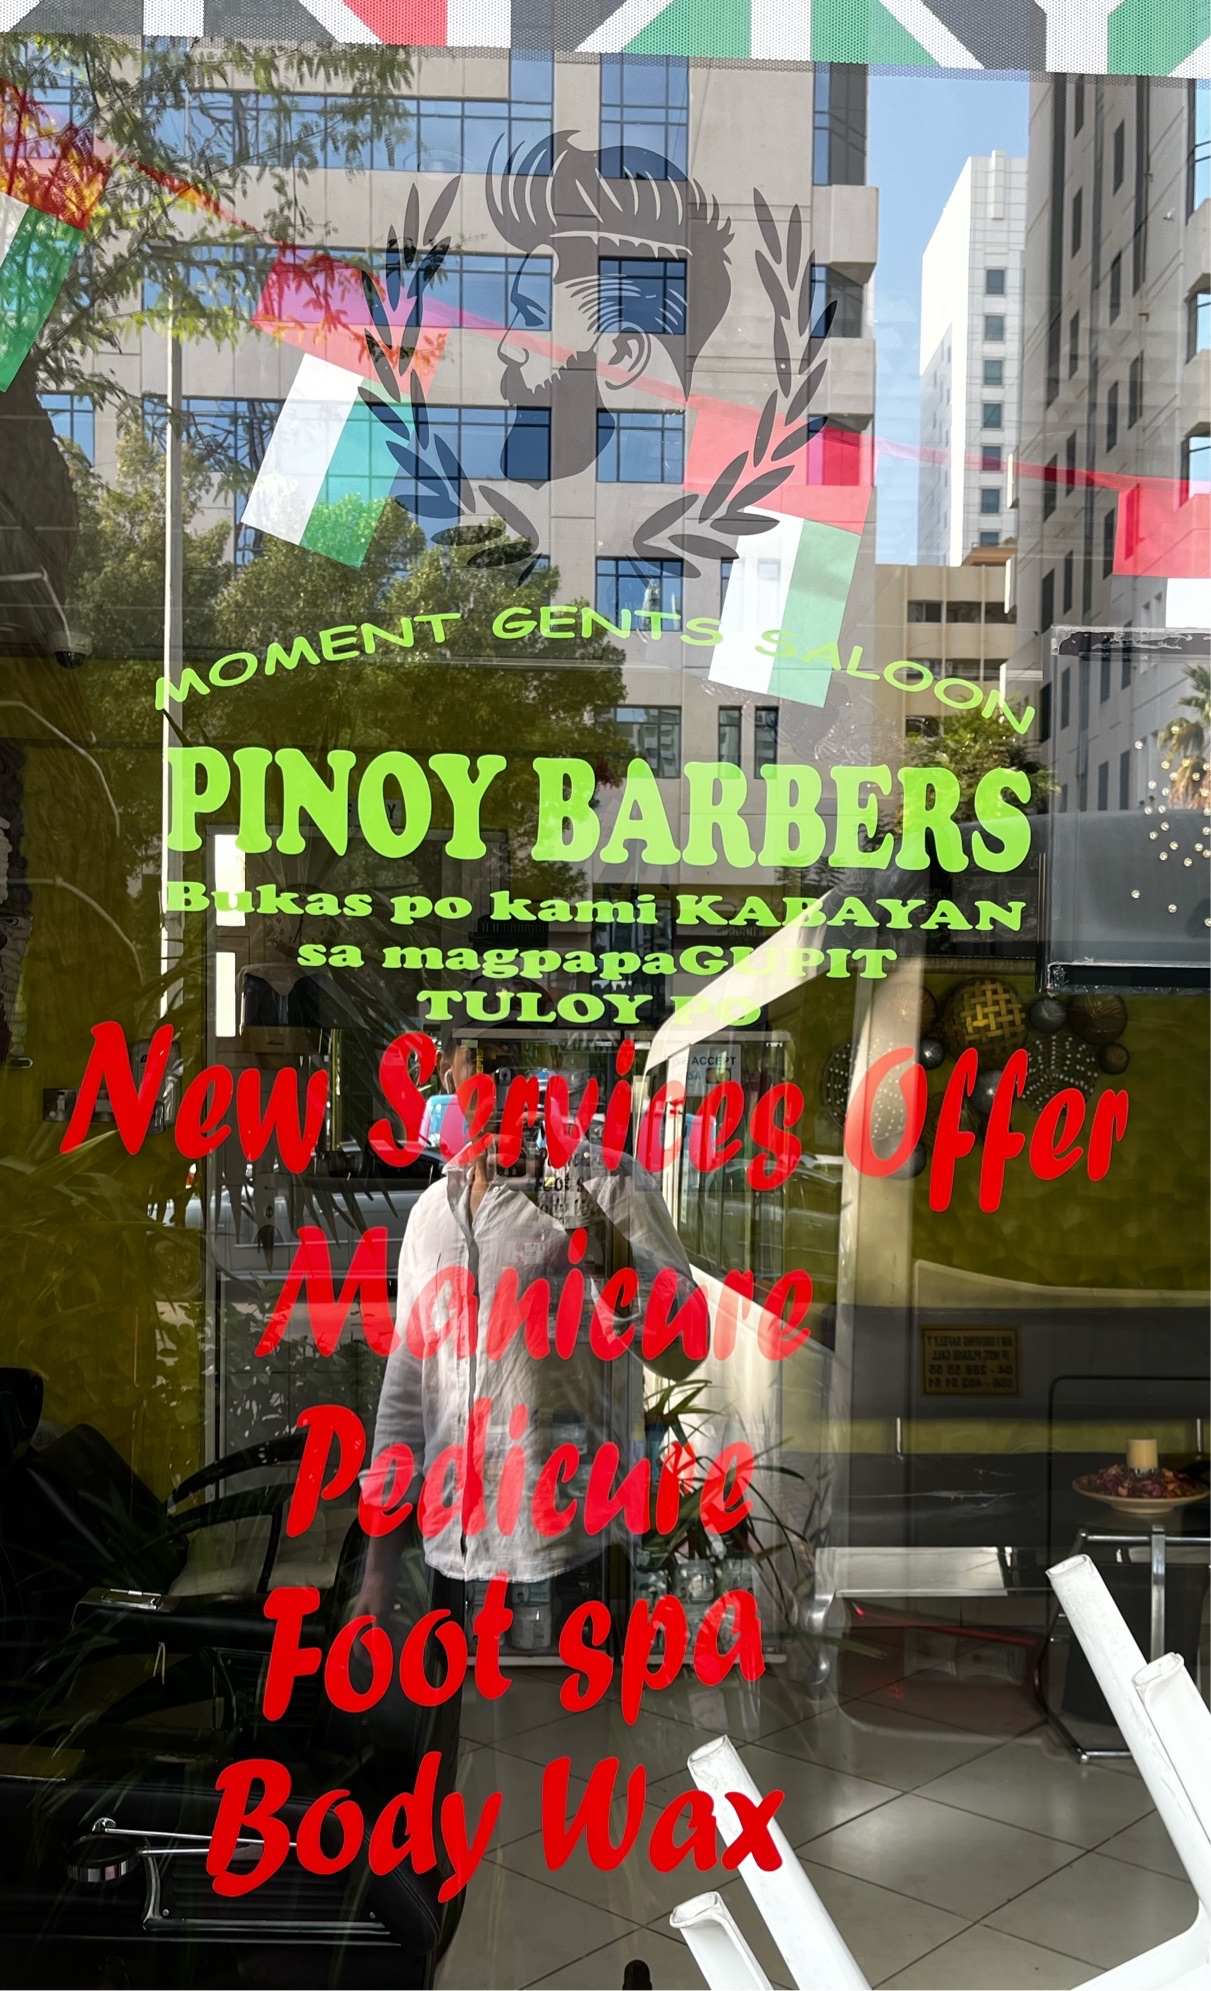 MOMENT GENTS SALOON
PINOY BARBERS
Bukas po kami KABAYAN
sa magpapaGUPIT
TULOY PO
New Services Offer
Manicure
Pedicure
Foot spa
Body Wax
ACCEPT